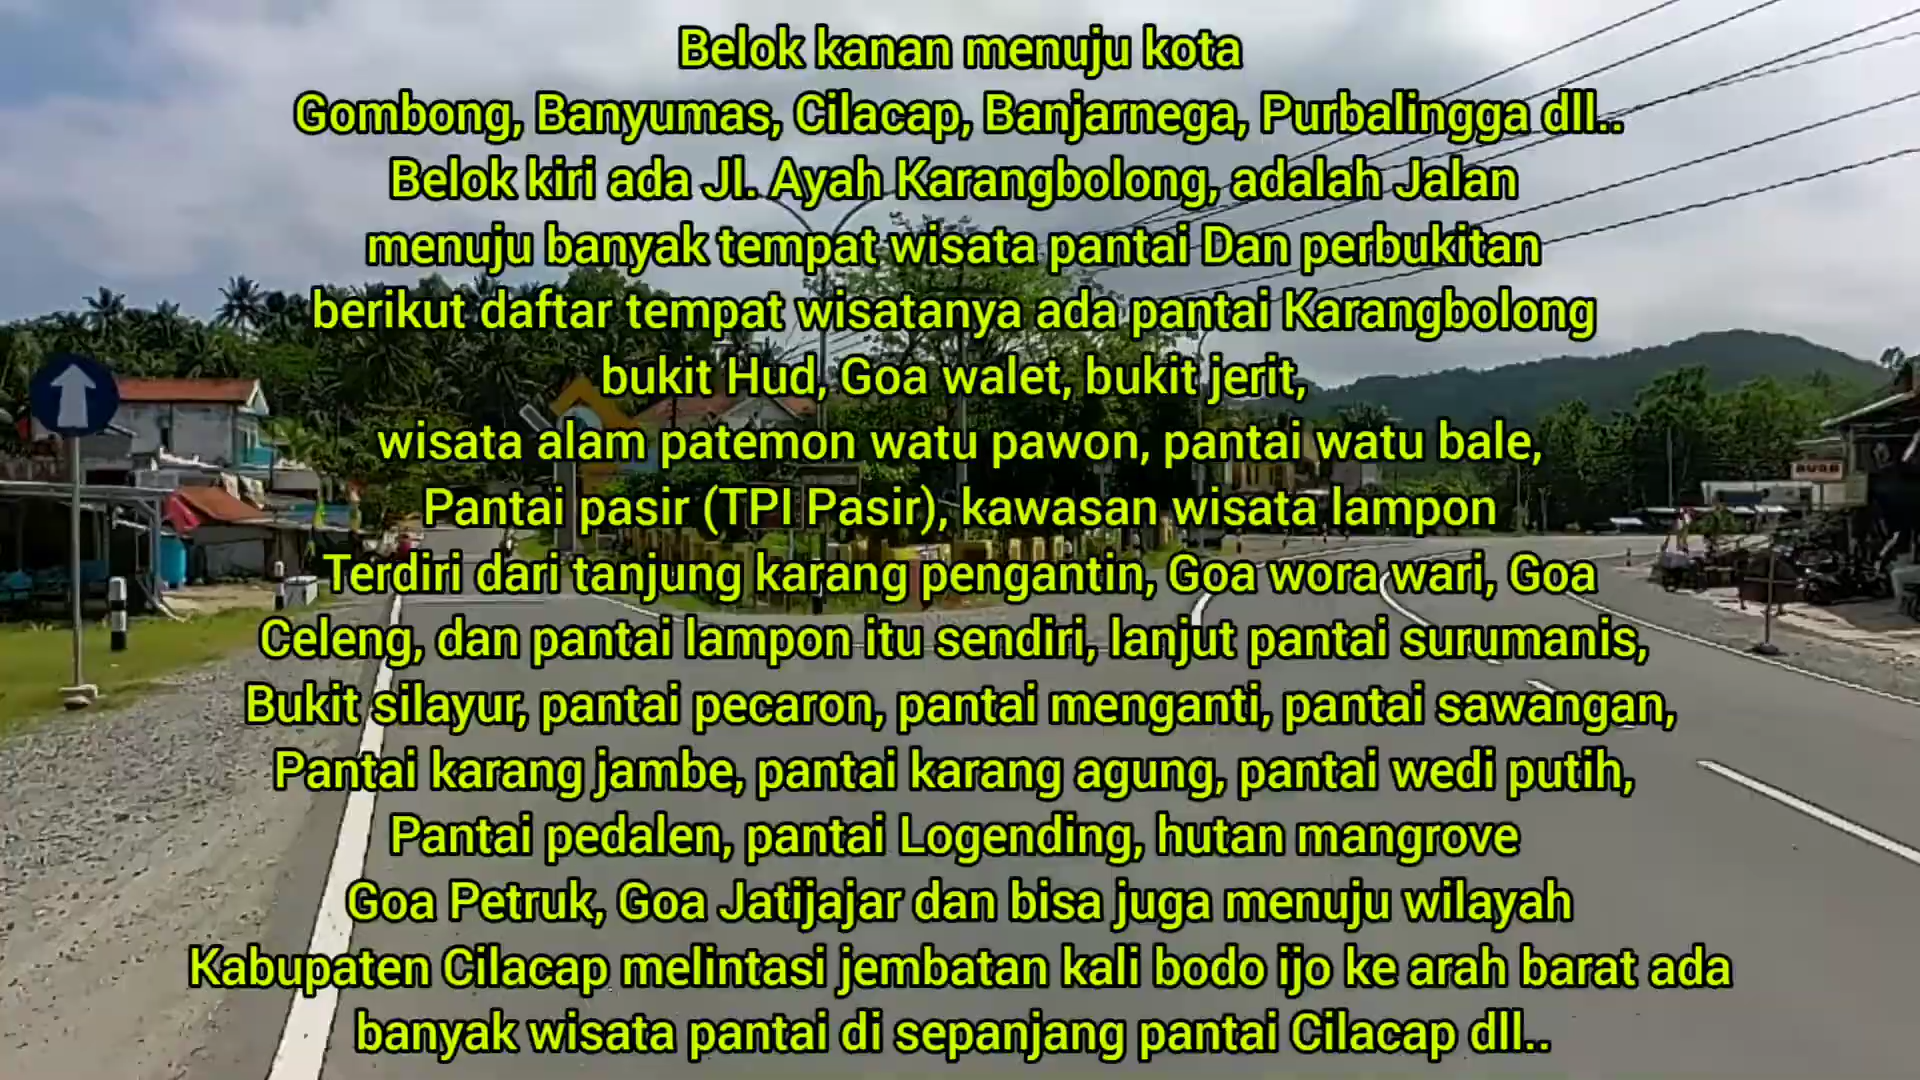 Belok kanan menuju kota
Gombong, Banyumas, Cilacap, Banjarnega, Purbalingga dll..
Belok kiri ada Jl. Ayah Karangbolong, adalah Jalan
menuju banyak tempat wisata pantai Dan perbukitan
berikut daftar tempat wisatanya ada pantai Karangbolong
bukit Hud, Goa walet, bukit jerit,
wisata alam patemon watu pawon, pantai watu bale,
Pantai pasir (TPI Pasir), kawasan wisata lampon
Terdiri dari tanjung karang pengantin, Goa wora wari, Goa
Celeng, dan pantai lampon itu sendiri, lanjut pantai surumanis,
Bukit silayur, pantai pecaron, pantai menganti, pantai sawangan,
Pantai karang jambe, pantai karang agung, pantai wedi putih,
Pantai pedalen, pantai Logending, hutan mangrove
Goa Petruk, Goa Jatijajar dan bisa juga menuju wilayah
Kabupaten Cilacap melintasi jembatan kali bodo ijo ke arah barat ada
banyak wisata pantai di sepanjang pantai Cilacap dll..